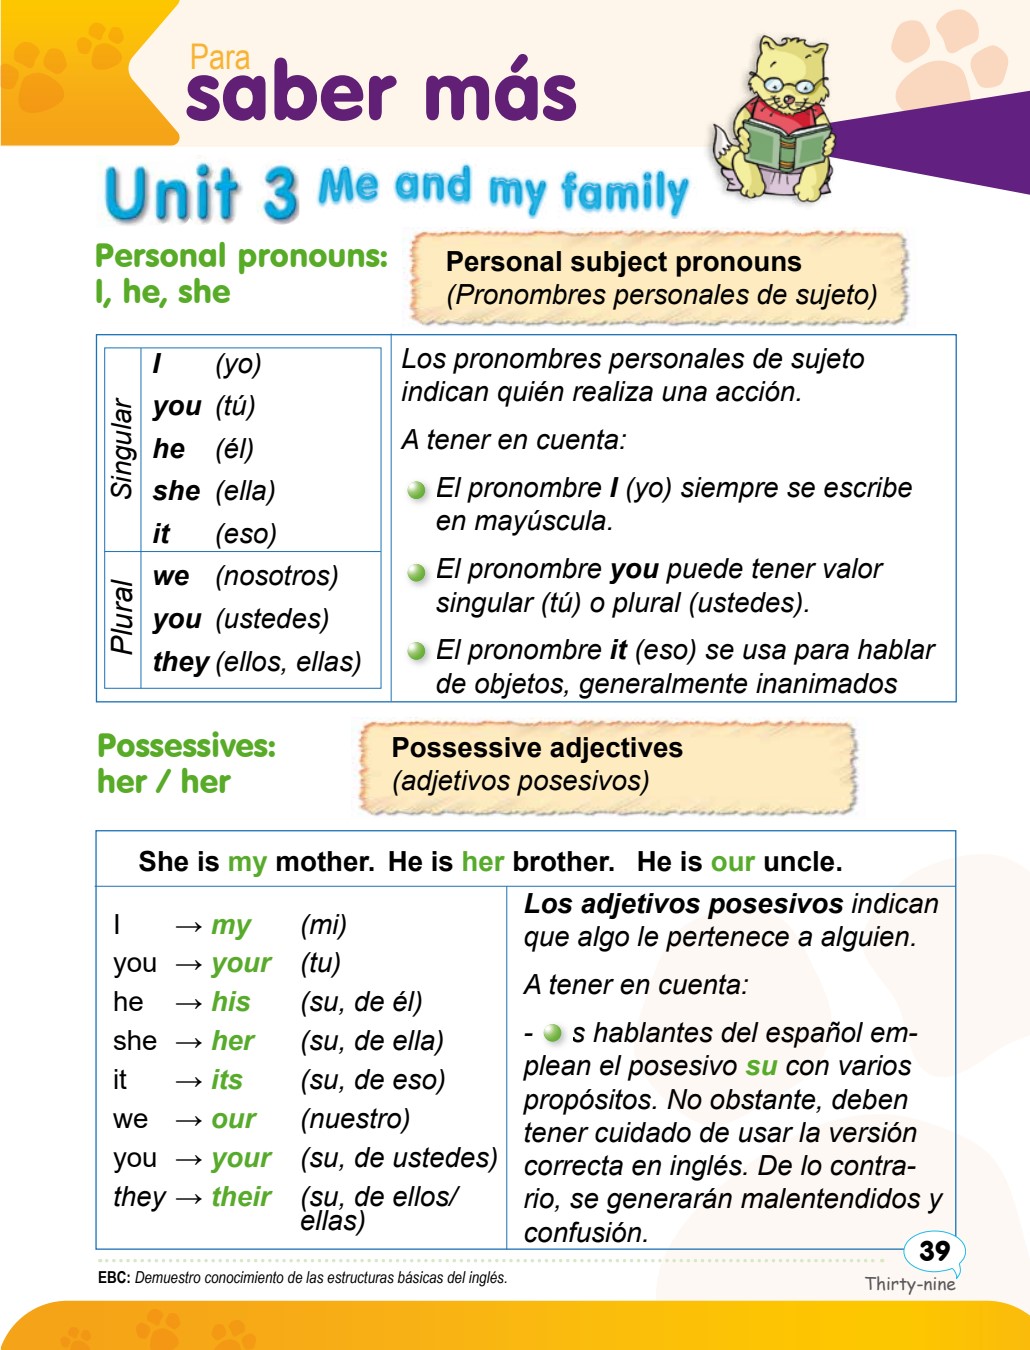 Para
saber más
Unit 3 Me and my family
Personal pronouns:
I, he, she
Personal subject pronouns
(Pronombres personales de sujeto)
Singular
I (yo)
you (tú)
he (él)
she (ella)
it (eso)
Plural
we (nosotros)
you (ustedes)
they (ellos, ellas)
Los pronombres personales de sujeto
indican quién realiza una acción.
A tener en cuenta:
El pronombre I (yo) siempre se escribe
en mayúscula.
El pronombre you puede tener valor
singular (tú) o plural (ustedes).
El pronombre it (eso) se usa para hablar
de objetos, generalmente inanimados
Possessives:
her / her
Possessive adjectives
(adjetivos posesivos)
She is my mother. He is her brother. He is our uncle.
I → my (mi)
you → your (tu)
he → his (su, de él)
she → her (su, de ella)
it → its (su, de eso)
we → our (nuestro)
you → your (su, de ustedes)
they → their (su, de ellos/
ellas)
Los adjetivos posesivos indican
que algo le pertenece a alguien.
A tener en cuenta:
- s hablantes del español em-
plean el posesivo su con varios
propósitos. No obstante, deben
tener cuidado de usar la versión
correcta en inglés. De lo contra-
rio, se generarán malentendidos y
confusión.
39
Thirty-nine
EBC: Demuestro conocimiento de las estructuras básicas del inglés.